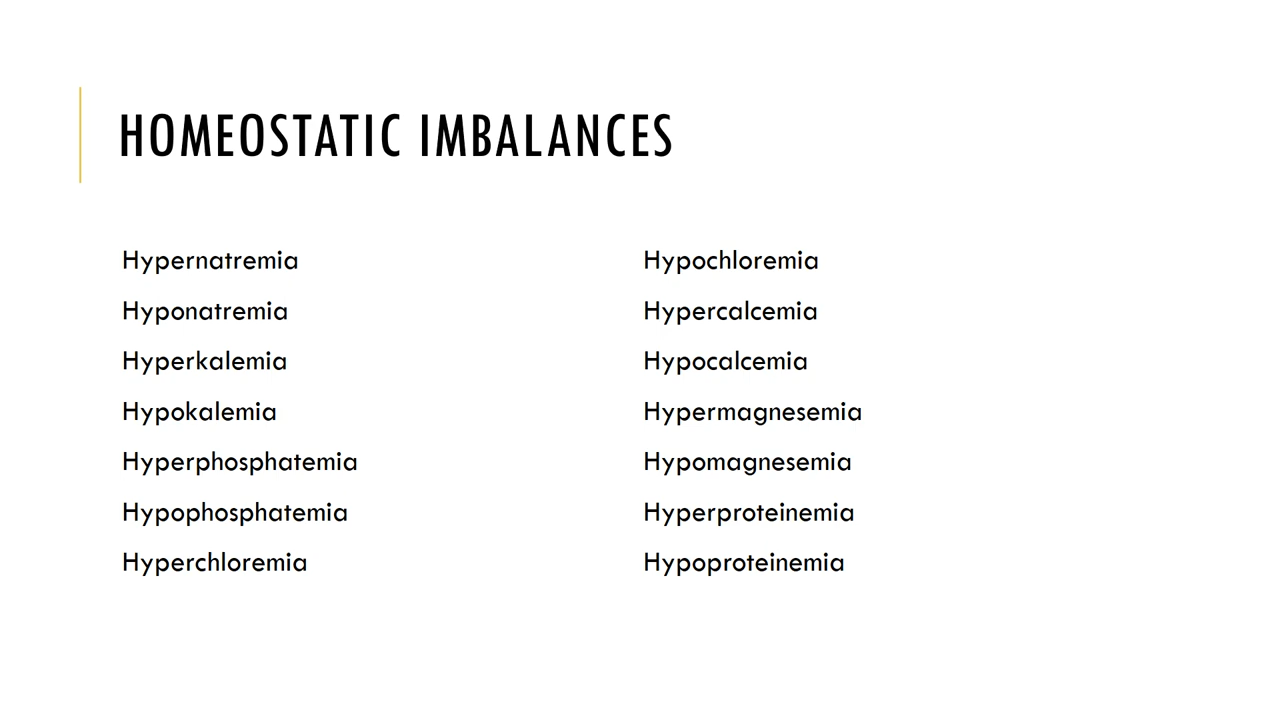 HOMEOSTATIC IMBALANCES
Hypernatremia
Hyponatremia
Hyperkalemia
Hypokalemia
Hyperphosphatemia
Hypophosphatemia
Hyperchloremia
Hypochloremia
Hypercalcemia
Hypocalcemia
Hypermagnesemia
Hypomagnesemia
Hyperproteinemia
Hypoproteinemia